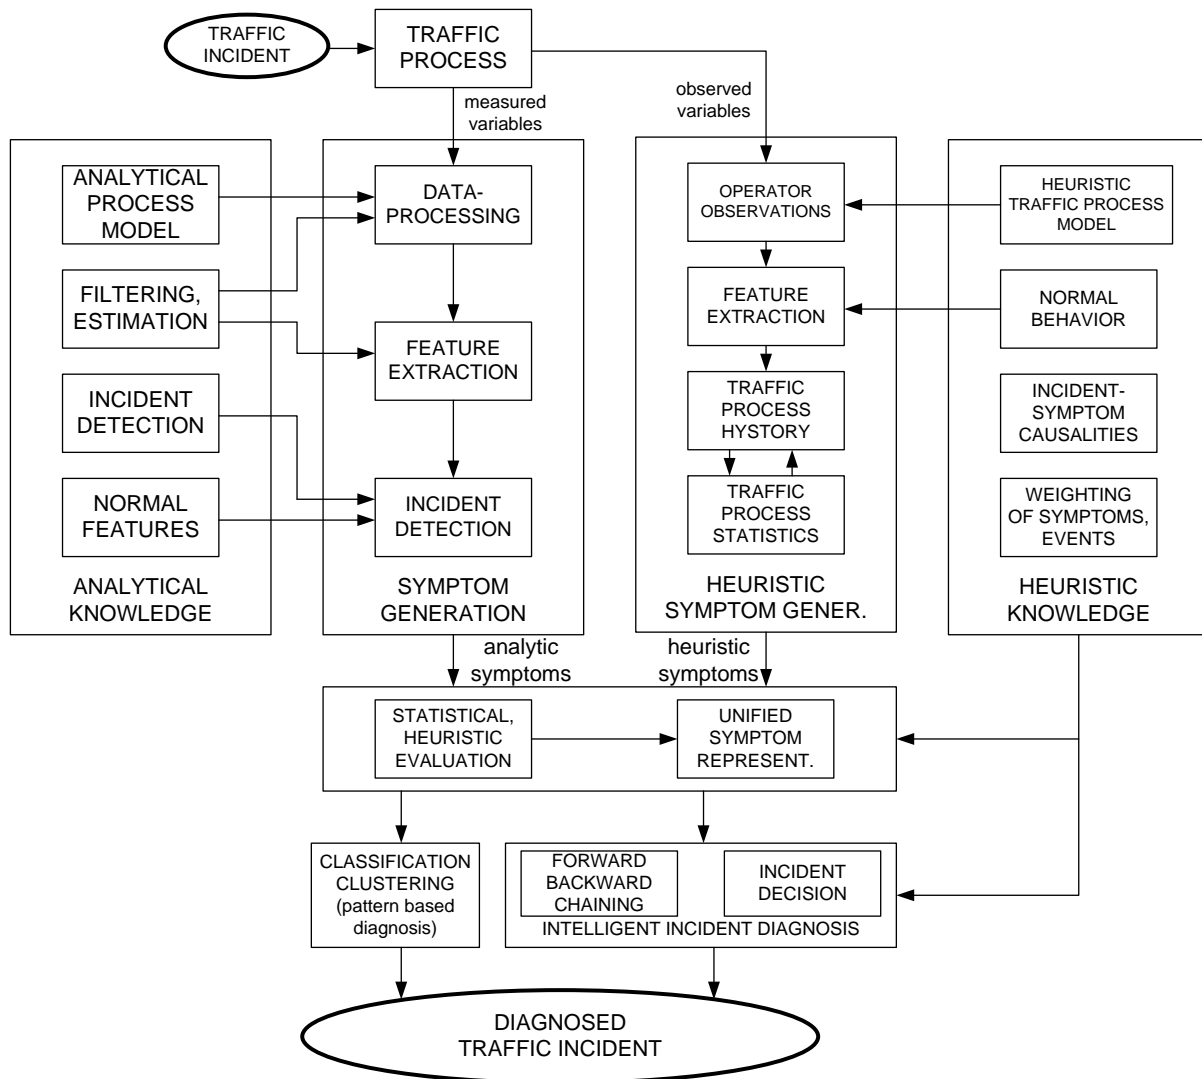 TRAFFIC
INCIDENT
TRAFFIC
PROCESS
measured
variables
observed
variables
ANALYTICAL
PROCESS
MODEL
FILTERING,
ESTIMATION
INCIDENT
DETECTION
NORMAL
FEATURES
ANALYTICAL
KNOWLEDGE
DATA-
PROCESSING
FEATURE
EXTRACTION
INCIDENT
DETECTION
SYMPTOM
GENERATION
OPERATOR
OBSERVATIONS
FEATURE
EXTRACTION
TRAFFIC
PROCESS
HYSTORY
TRAFFIC
PROCESS
STATISTICS
HEURISTIC
SYMPTOM GENER.
HEURISTIC
TRAFFIC PROCESS
MODEL
NORMAL
BEHAVIOR
INCIDENT-
SYMPTOM
CAUSALITIES
WEIGHTING
OF SYMPTOMS,
EVENTS
HEURISTIC
KNOWLEDGE
analytic
symptoms
heuristic
symptoms
STATISTICAL,
HEURISTIC
EVALUATION
UNIFIED
SYMPTOM
REPRESENT.
CLASSIFICATION
CLUSTERING
(pattern based
diagnosis)
FORWARD
BACKWARD
CHAINING
INCIDENT
DECISION
INTELLIGENT INCIDENT DIAGNOSIS
DIAGNOSED
TRAFFIC INCIDENT